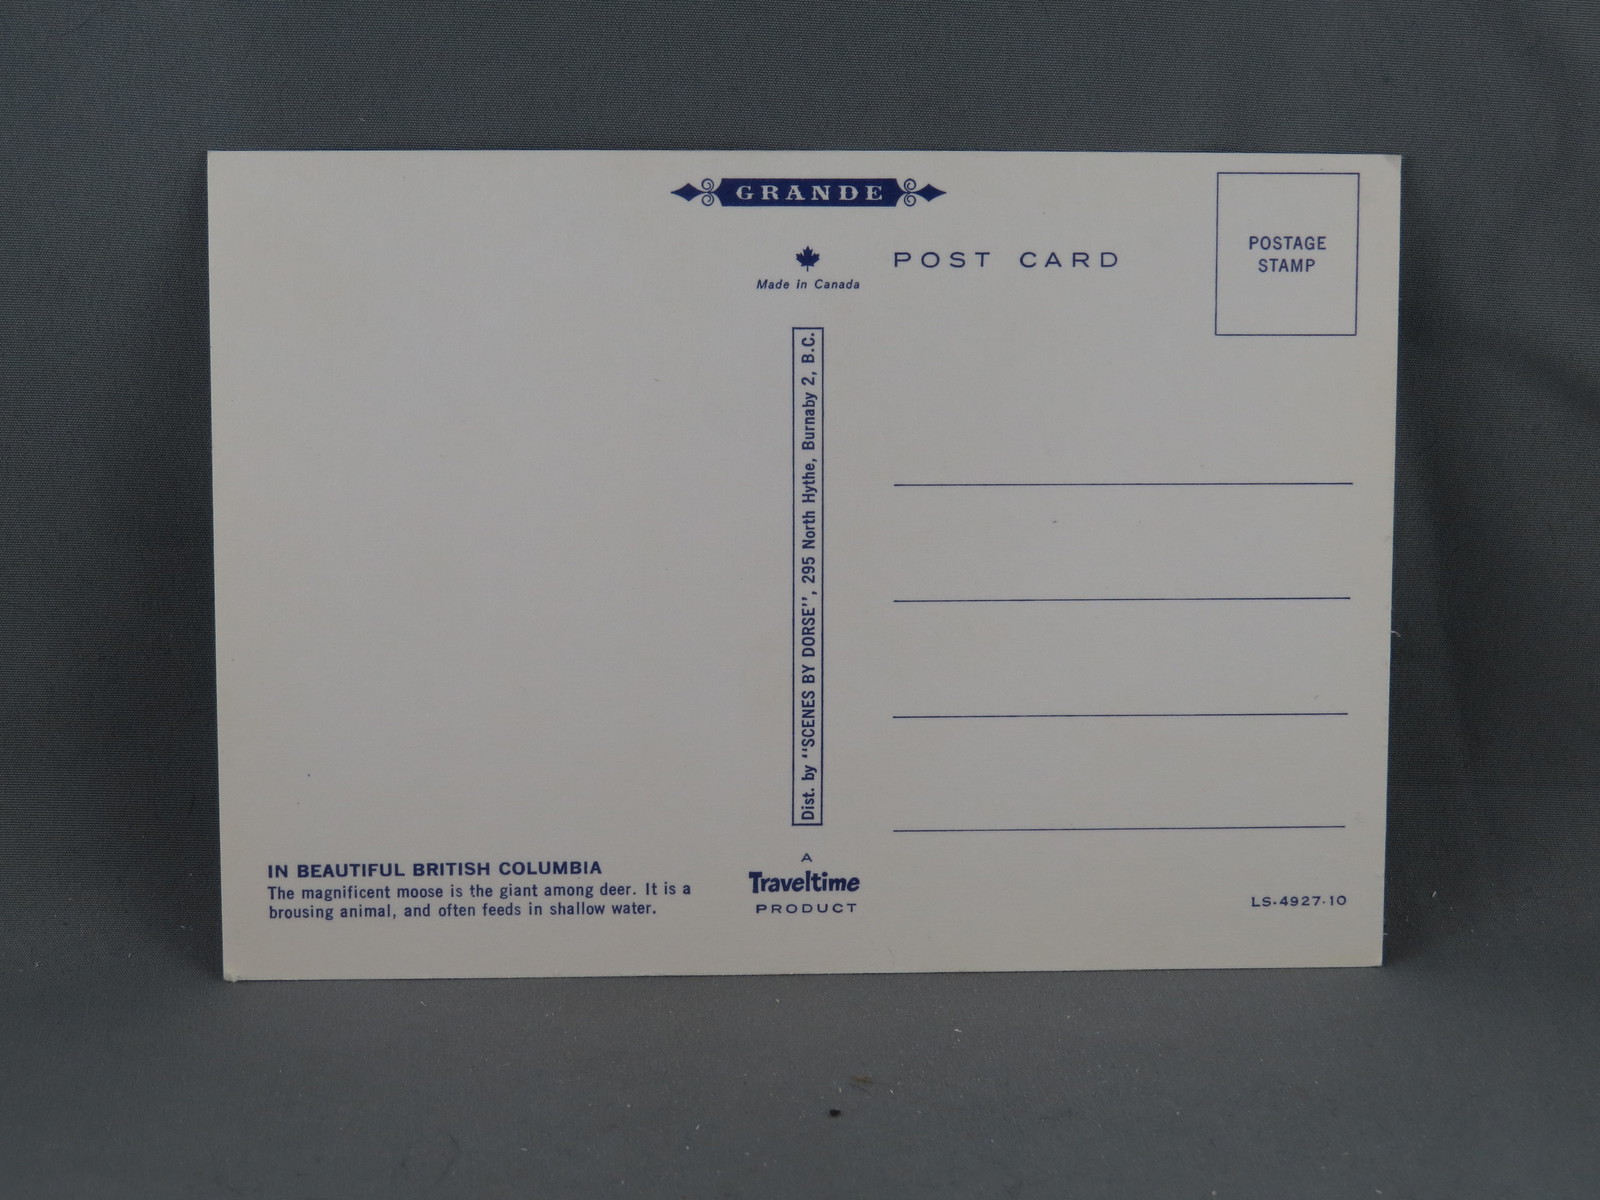 GRANDE
Made in Canada
POST CARD
POSTAGE
STAMP
Dist. by "SCENES BY DORSE", 295 North Hythe, Burnaby 2, B.C.
IN BEAUTIFUL BRITISH COLUMBIA
The magnificent moose is the giant among deer. It is a
brousing animal, and often feeds in shallow water.
A
Traveltime
PRODUCT
LS-4927-10